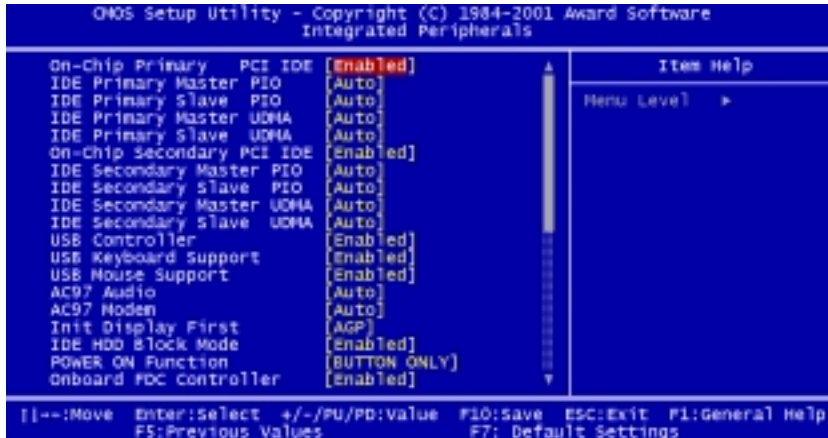 CMOS Setup Utility - Copyright (C) 1984-2001 Award Software
Integrated Peripherals
On-Chip Primary PCI IDE [Enabled]
IDE Primary Master PIO [Auto]
IDE Primary Slave PIO [Auto]
IDE Primary Master UDMA [Auto]
IDE Primary Slave UDMA [Auto]
On-Chip Secondary PCI IDE [Enabled]
IDE Secondary Master PIO [Auto]
IDE Secondary Slave PIO [Auto]
IDE Secondary Master UDMA [Auto]
IDE Secondary Slave UDMA [Auto]
USB Controller [Enabled]
USB Keyboard Support [Enabled]
USB Mouse Support [Enabled]
AC97 Audio [Auto]
AC97 Modem [Auto]
Init Display First [AGP]
IDE HDD Block Mode [Enabled]
POWER ON Function [BUTTON ONLY]
Onboard FDC Controller [Enabled]
Item Help
Menu Level ►
:Move Enter:Select +/-/PU/PD:Value F10:Save ESC:Exit F1:General Help
F5:Previous Values F7: Default Settings